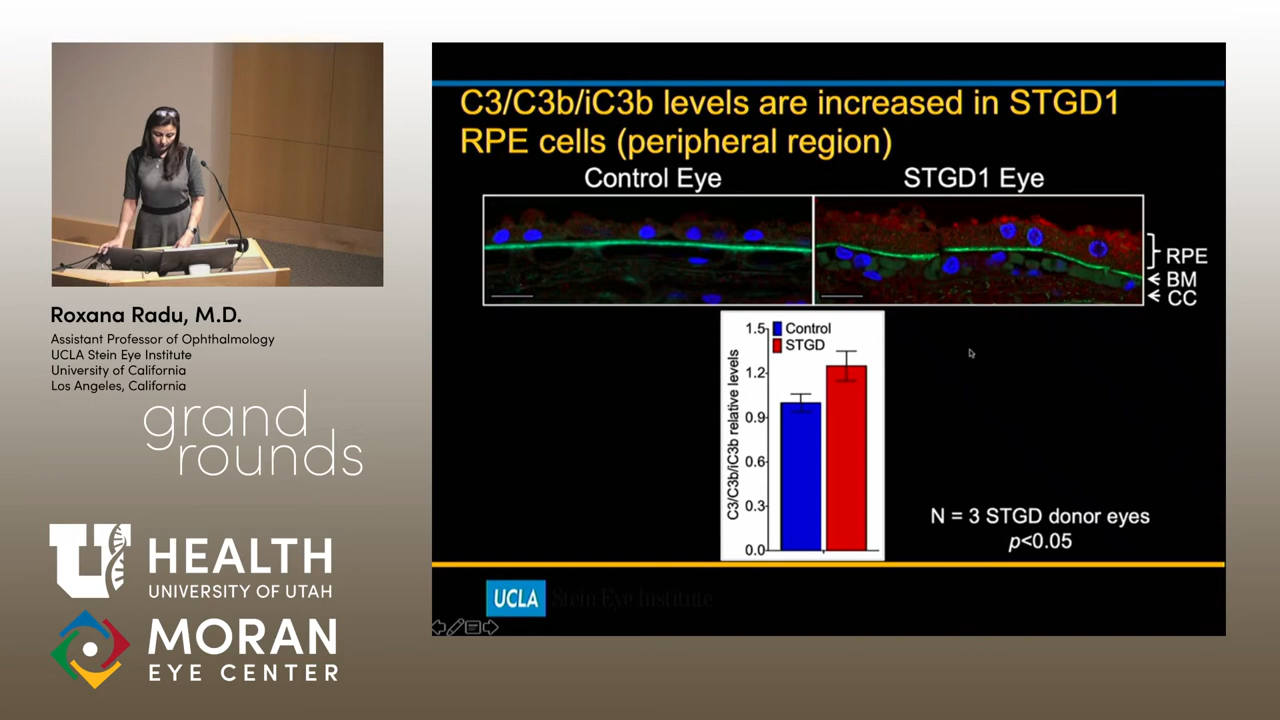 C3/C3b/iC3b levels are increased in STGD1
RPE cells (peripheral region)
Control Eye
STGD1 Eye
RPE
BM
CC
1.5
1.2
0.9
0.6
0.3
0.0
C3/C3b/iC3b relative levels
Control
STGD
N = 3 STGD donor eyes
p<0.05
UCLA Stein Eye Institute
Roxana Radu, M.D.
Assistant Professor of Ophthalmology
UCLA Stein Eye Institute
University of California
Los Angeles, California
grand
rounds
U HEALTH
UNIVERSITY OF UTAH
MORAN
EYE CENTER